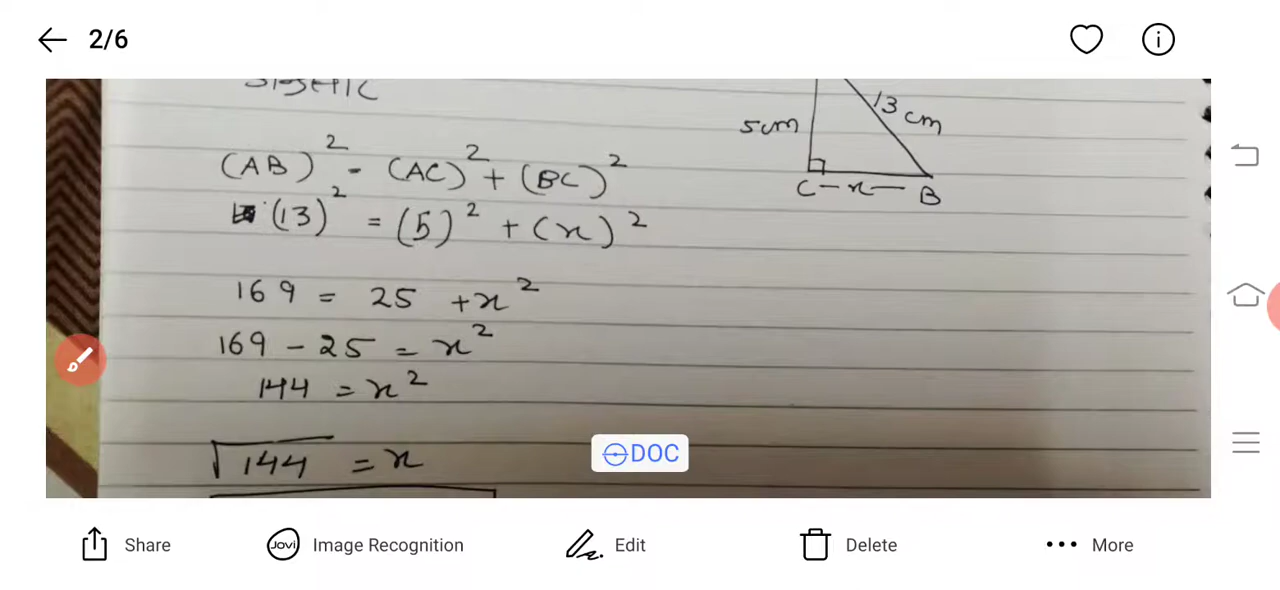 2/6
5cm
13 cm
C - x - B
(AB)² - (AC)² + (BC)²
(13)² = (5)² + (x)²
169 = 25 + x²
169 - 25 = x²
144 = x²
√144 = x
DOC
Share
Jovi
Image Recognition
Edit
Delete
More